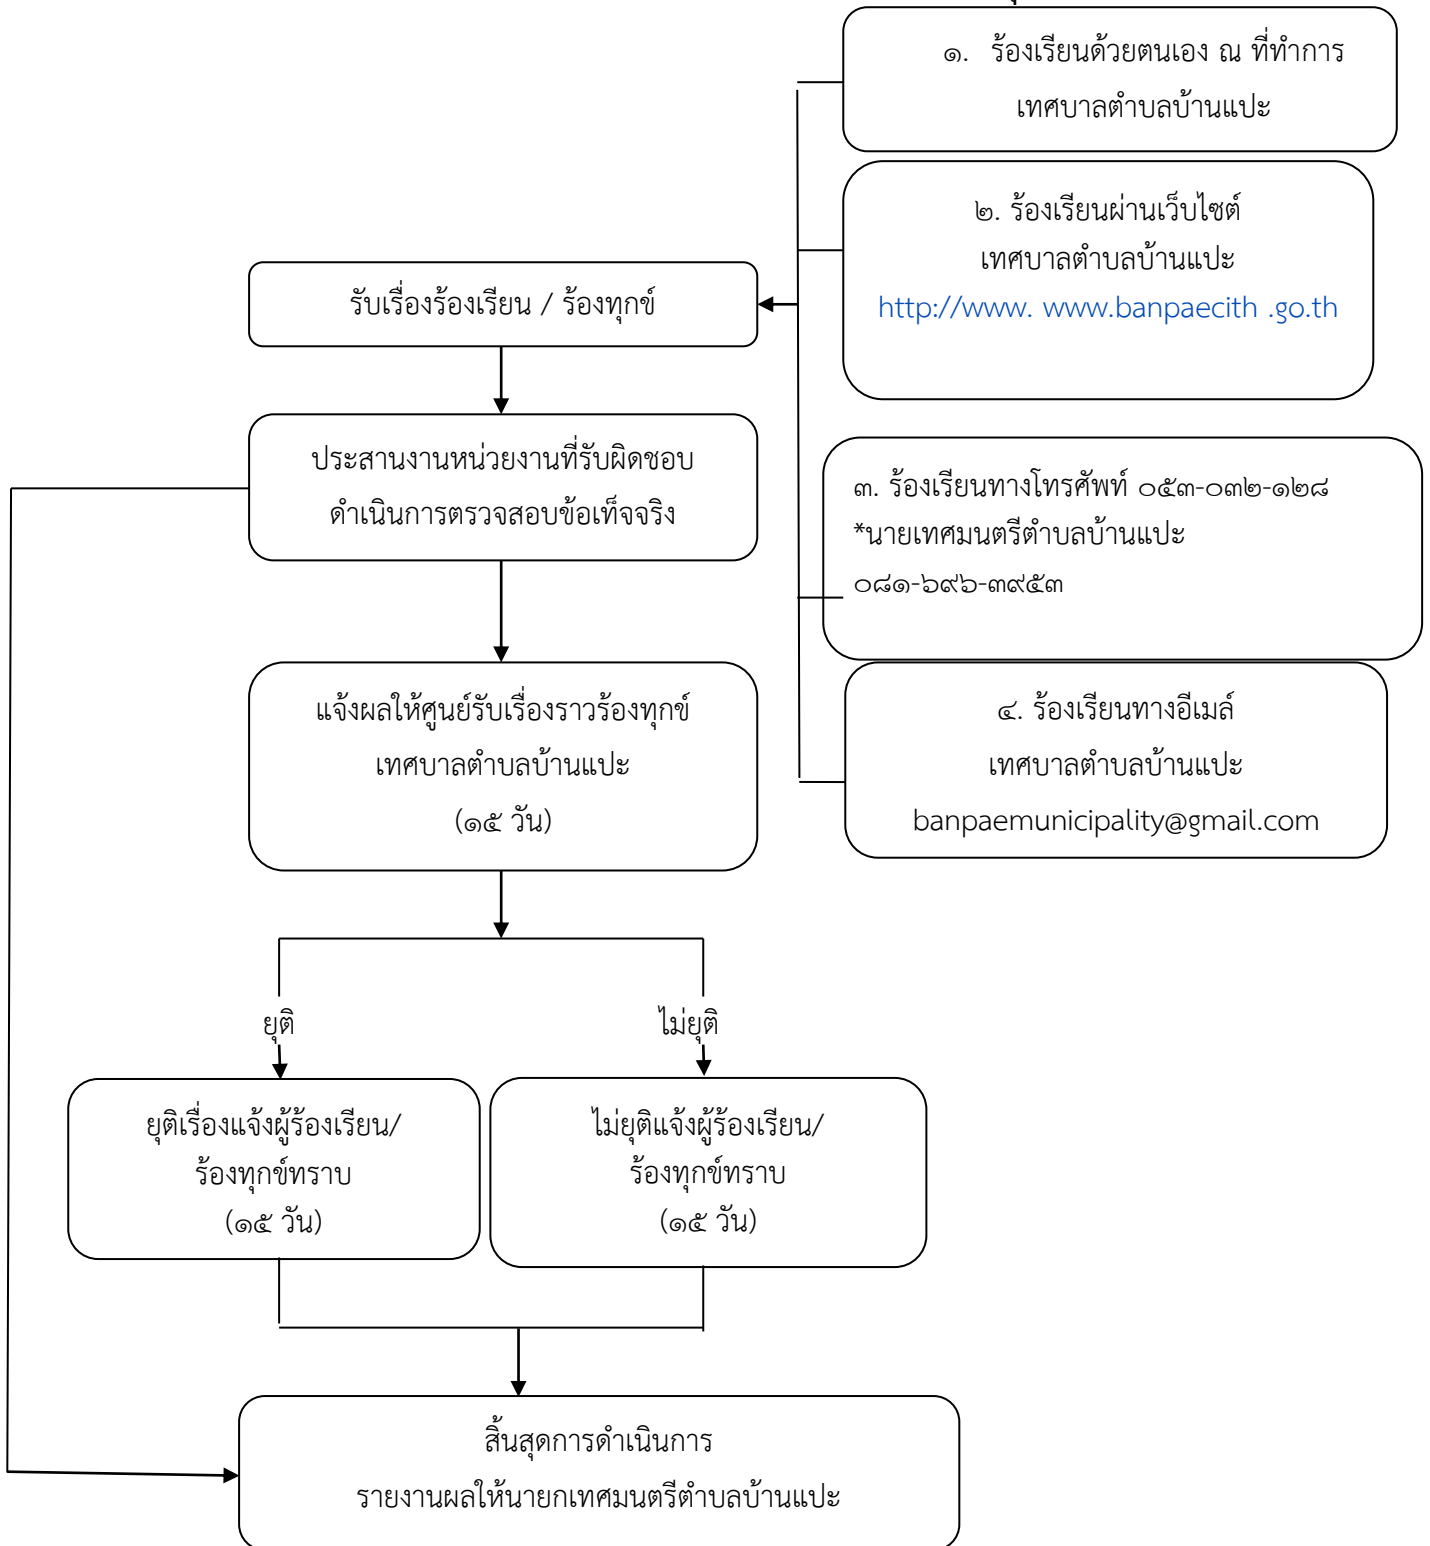 ๑. ร้องเรียนด้วยตนเอง ณ ที่ทำการ
เทศบาลตำบลบ้านแปะ
๒. ร้องเรียนผ่านเว็บไซต์
เทศบาลตำบลบ้านแปะ
http://www. www.banpaecith .go.th
รับเรื่องร้องเรียน / ร้องทุกข์
ประสานงานหน่วยงานที่รับผิดชอบ
ดำเนินการตรวจสอบข้อเท็จจริง
๓. ร้องเรียนทางโทรศัพท์ ๐๕๓-๐๓๒-๑๒๘
*นายเทศมนตรีตำบลบ้านแปะ
๐๘๑-๖๙๖-๓๙๕๓
แจ้งผลให้ศูนย์รับเรื่องราวร้องทุกข์
เทศบาลตำบลบ้านแปะ
(๑๕ วัน)
๔. ร้องเรียนทางอีเมล์
เทศบาลตำบลบ้านแปะ
banpaemunicipality@gmail.com
ยุติ
ไม่ยุติ
ยุติเรื่องแจ้งผู้ร้องเรียน/
ร้องทุกข์ทราบ
(๑๕ วัน)
ไม่ยุติแจ้งผู้ร้องเรียน/
ร้องทุกข์ทราบ
(๑๕ วัน)
สิ้นสุดการดำเนินการ
รายงานผลให้นายกเทศมนตรีตำบลบ้านแปะ